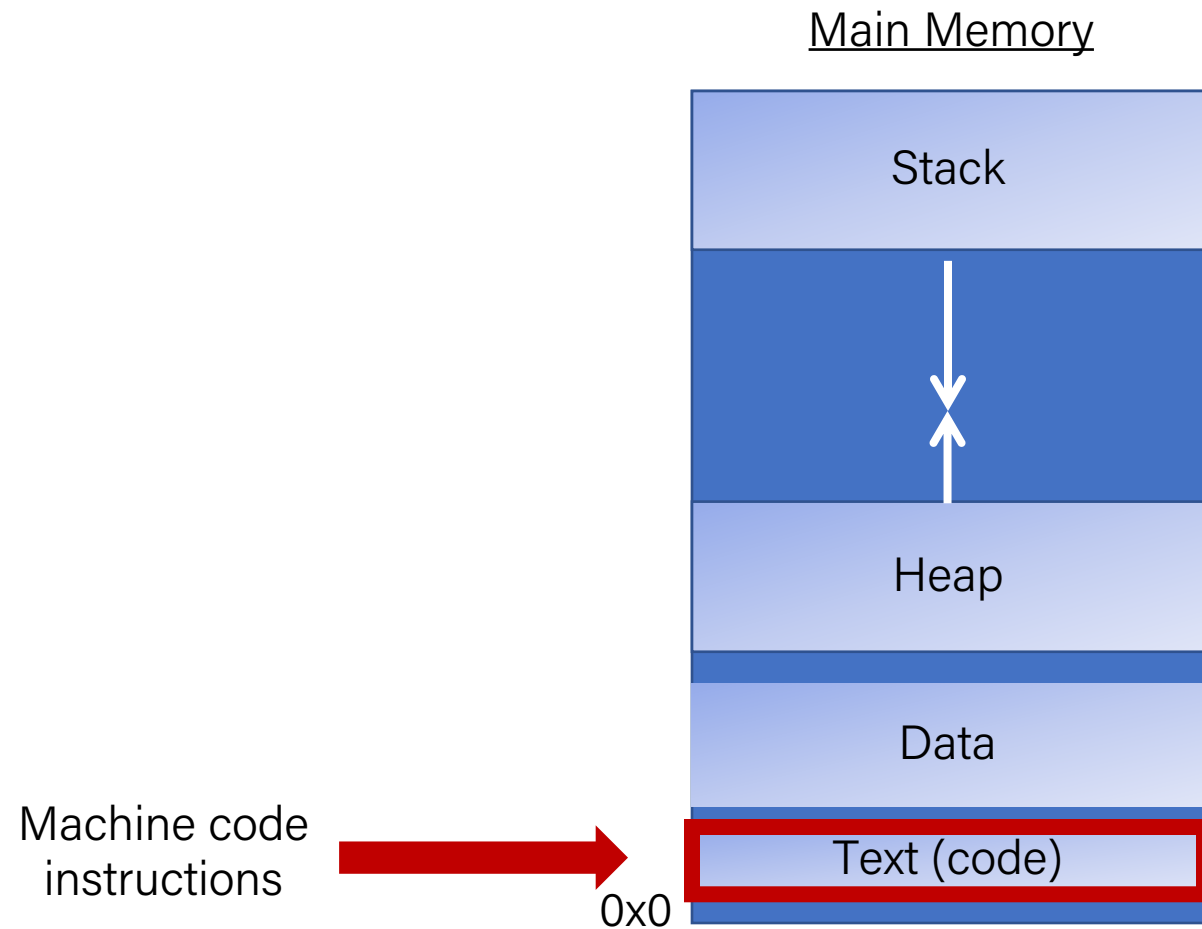 Main Memory
Stack
Heap
Data
Machine code
instructions
Text (code)
0x0